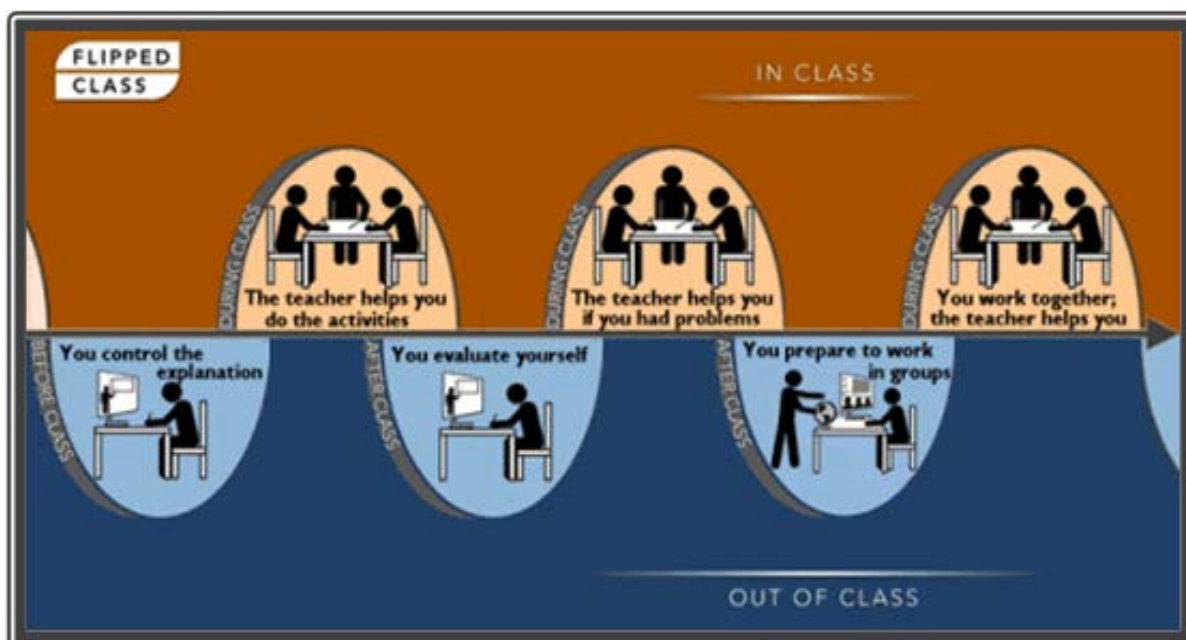 FLIPPED
CLASS
IN CLASS
DURING CLASS
The teacher helps you
do the activities
DURING CLASS
The teacher helps you
if you had problems
DURING CLASS
You work together;
the teacher helps you
BEFORE CLASS
You control the
explanation
AFTER CLASS
You evaluate yourself
AFTER CLASS
You prepare to work
in groups
OUT OF CLASS